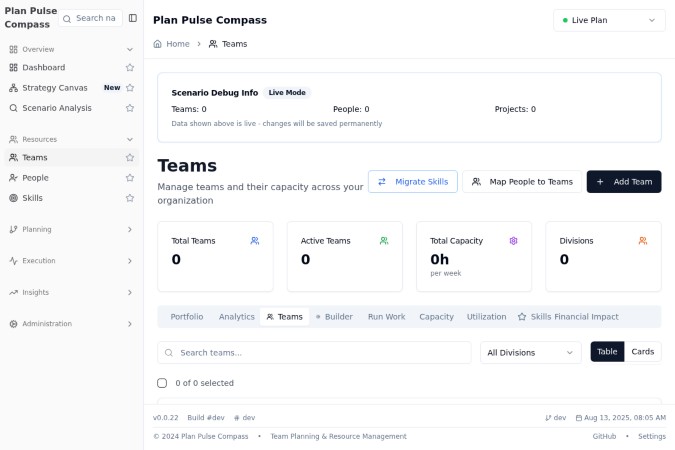 Plan Pulse
Compass
Search na
Overview
Dashboard
Strategy Canvas New
Scenario Analysis
Resources
Teams
People
Skills
Planning
Execution
Insights
Administration
Plan Pulse Compass
Live Plan
Home
Teams
Scenario Debug Info Live Mode
Teams: 0 People: 0 Projects: 0
Data shown above is live - changes will be saved permanently
Teams
Manage teams and their capacity across your
organization
Migrate Skills
Map People to Teams
Add Team
Total Teams
0
Active Teams
0
Total Capacity
0h
per week
Divisions
0
Portfolio Analytics Teams Builder Run Work Capacity Utilization Skills Financial Impact
Search teams...
All Divisions
Table Cards
0 of 0 selected
v0.0.22 Build #dev # dev
dev Aug 13, 2025, 08:05 AM
© 2024 Plan Pulse Compass • Team Planning & Resource Management
GitHub • Settings